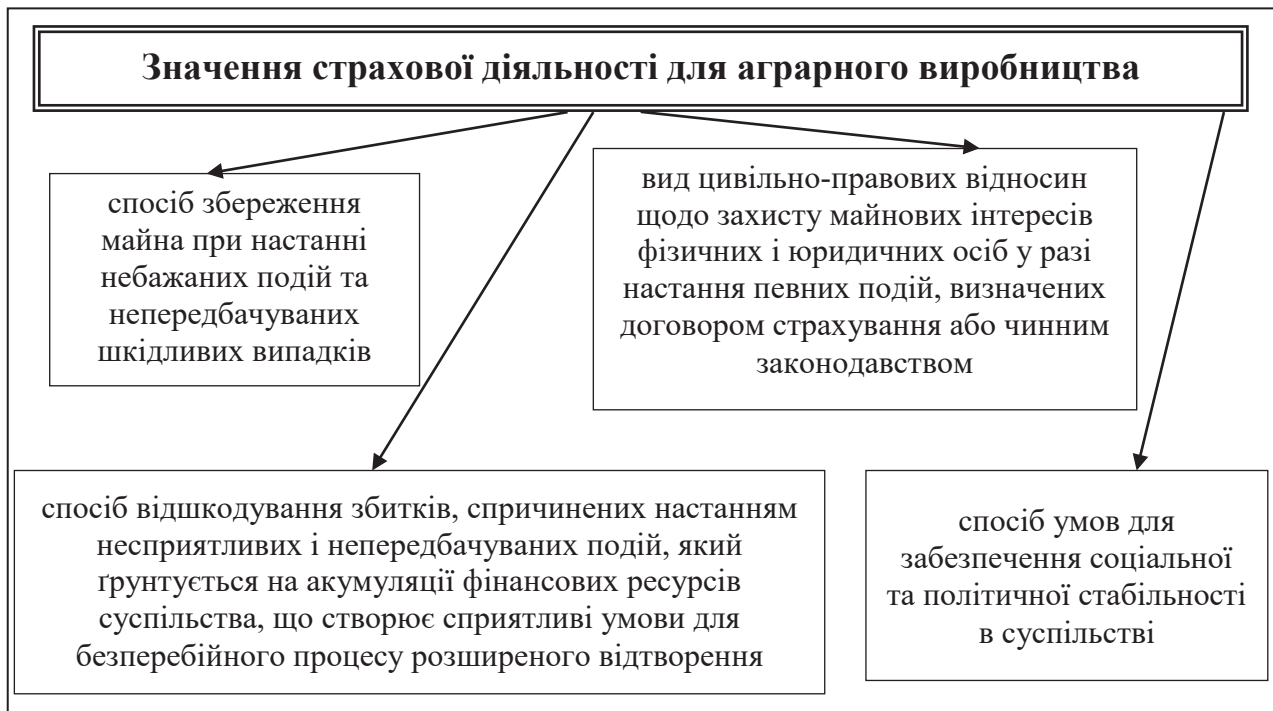 Значення страхової діяльності для аграрного виробництва
спосіб збереження
майна при настанні
небажаних подій та
непередбачуваних
шкідливих випадків
вид цивільно-правових відносин
щодо захисту майнових інтересів
фізичних і юридичних осіб у разі
настання певних подій, визначених
договором страхування або чинним
законодавством
спосіб відшкодування збитків, спричинених настанням
несприятливих і непередбачуваних подій, який
ґрунтується на акумуляції фінансових ресурсів
суспільства, що створює сприятливі умови для
безперебійного процесу розширеного відтворення
спосіб умов для
забезпечення соціальної
та політичної стабільності
в суспільстві